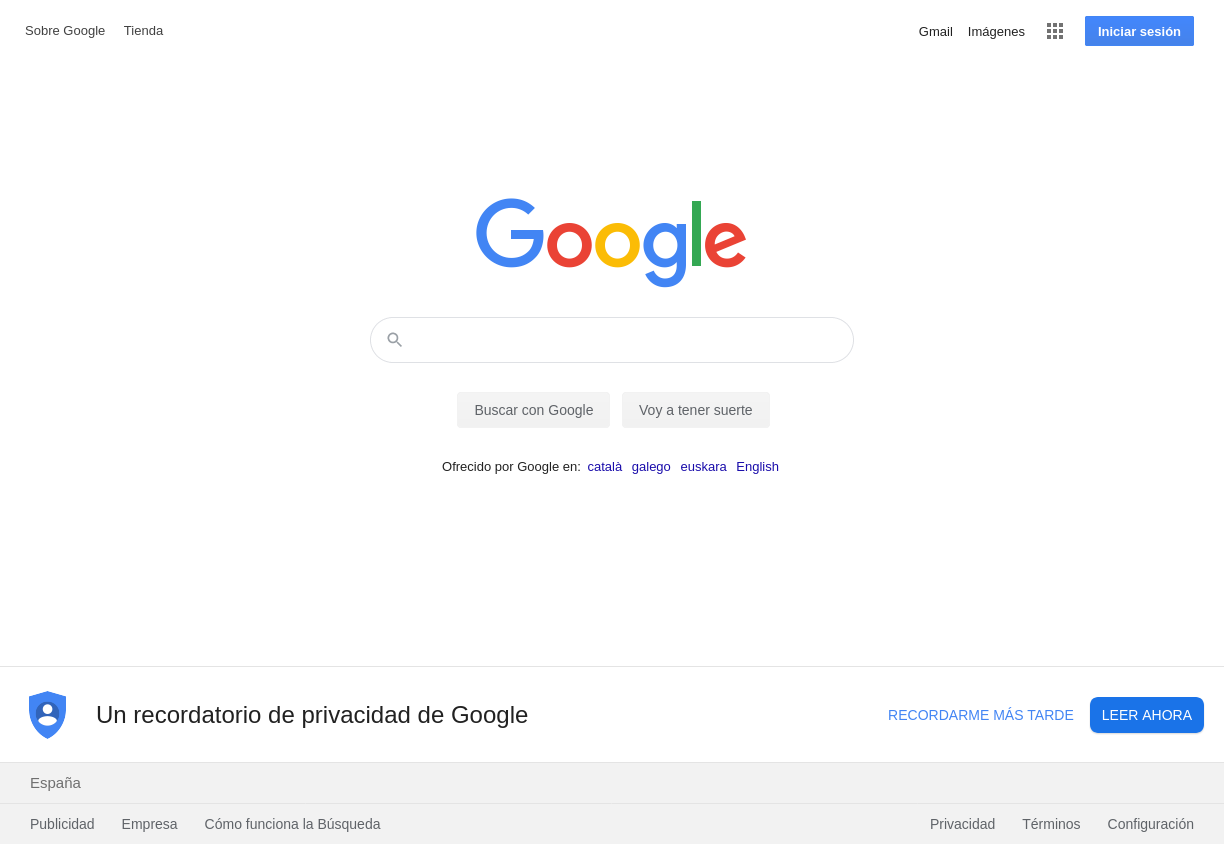 Sobre Google Tienda Gmail Imágenes Iniciar sesión
Google
Buscar con Google Voy a tener suerte
Ofrecido por Google en: català galego euskara English
Un recordatorio de privacidad de Google RECORDARME MÁS TARDE LEER AHORA
España
Publicidad Empresa Cómo funciona la Búsqueda Privacidad Términos Configuración